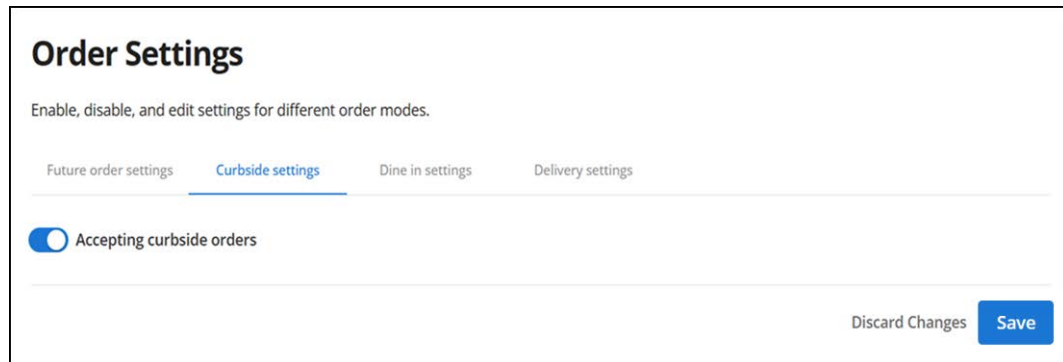 Order Settings
Enable, disable, and edit settings for different order modes.
Future order settings Curbside settings Dine in settings Delivery settings
Accepting curbside orders
Discard Changes Save